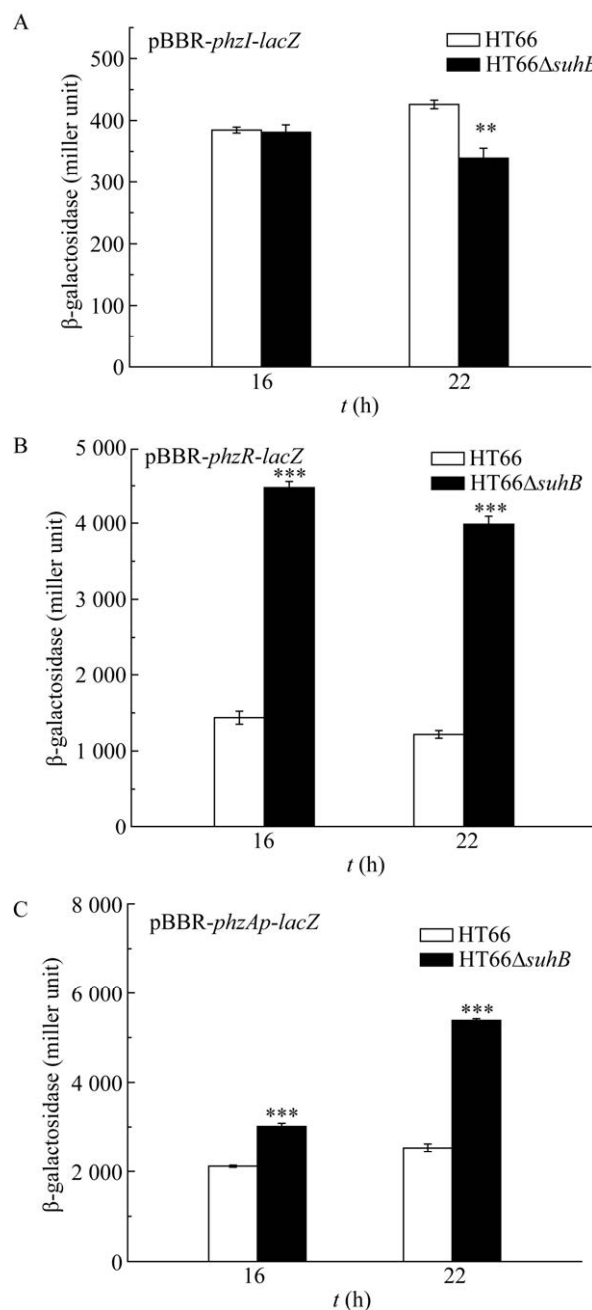 A
pBBR-phzI-lacZ
HT66
HT66ΔsuhB
500
400
300
200
100
0
**
β-galactosidase (miller unit)
16 22
t (h)
B
pBBR-phzR-lacZ
HT66
HT66ΔsuhB
5 000
4 000
3 000
2 000
1 000
0
*** ***
β-galactosidase (miller unit)
16 22
t (h)
C
pBBR-phzAp-lacZ
HT66
HT66ΔsuhB
8 000
6 000
4 000
2 000
0
*** ***
β-galactosidase (miller unit)
16 22
t (h)